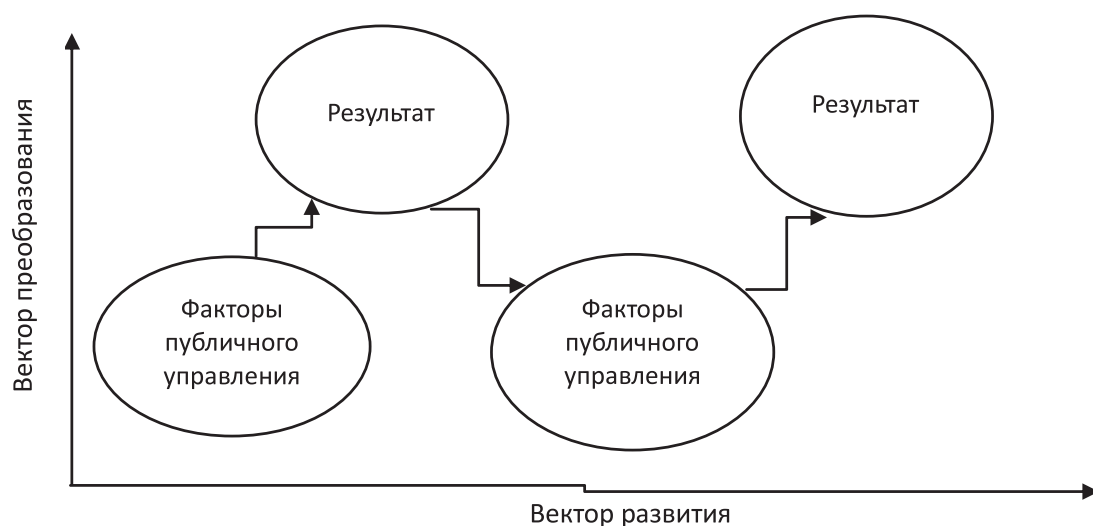 Вектор преобразования
Результат
Результат
Факторы
публичного
управления
Факторы
публичного
управления
Вектор развития